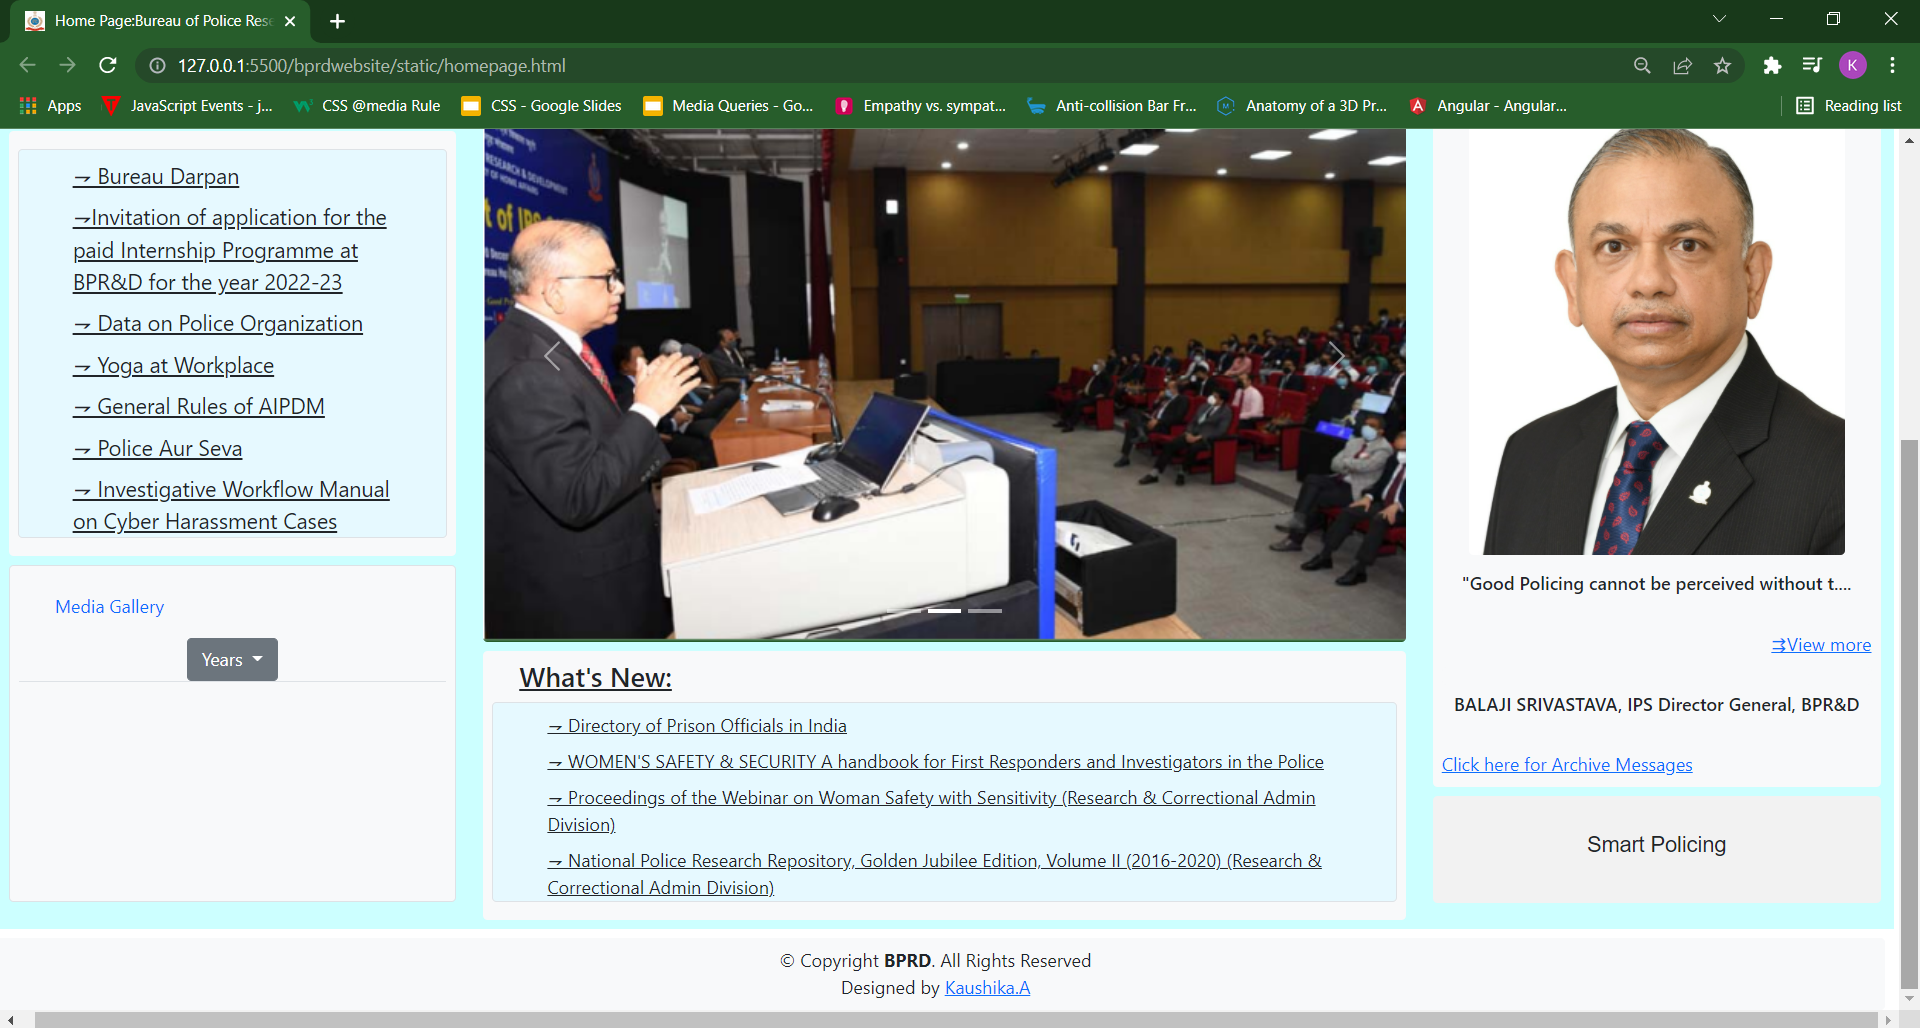 Home Page:Bureau of Police Rese
127.0.0.1:5500/bprdwebsite/static/homepage.html
K
Apps
JavaScript Events - j...
CSS @media Rule
CSS - Google Slides
Media Queries - Go...
Empathy vs. sympat...
Anti-collision Bar Fr...
Anatomy of a 3D Pr...
Angular - Angular...
Reading list
⇁ Bureau Darpan
⇁Invitation of application for the
paid Internship Programme at
BPR&D for the year 2022-23
⇁ Data on Police Organization
⇁ Yoga at Workplace
⇁ General Rules of AIPDM
⇁ Police Aur Seva
⇁ Investigative Workflow Manual
on Cyber Harassment Cases
Media Gallery
Years
RESEARCH & DEVELOPMENT
OF HOME AFFAIRS
of IPS
What's New:
⇁ Directory of Prison Officials in India
⇁ WOMEN'S SAFETY & SECURITY A handbook for First Responders and Investigators in the Police
⇁ Proceedings of the Webinar on Woman Safety with Sensitivity (Research & Correctional Admin
Division)
⇁ National Police Research Repository, Golden Jubilee Edition, Volume II (2016-2020) (Research &
Correctional Admin Division)
"Good Policing cannot be perceived without t....
⇉View more
BALAJI SRIVASTAVA, IPS Director General, BPR&D
Click here for Archive Messages
Smart Policing
© Copyright BPRD. All Rights Reserved
Designed by Kaushika.A